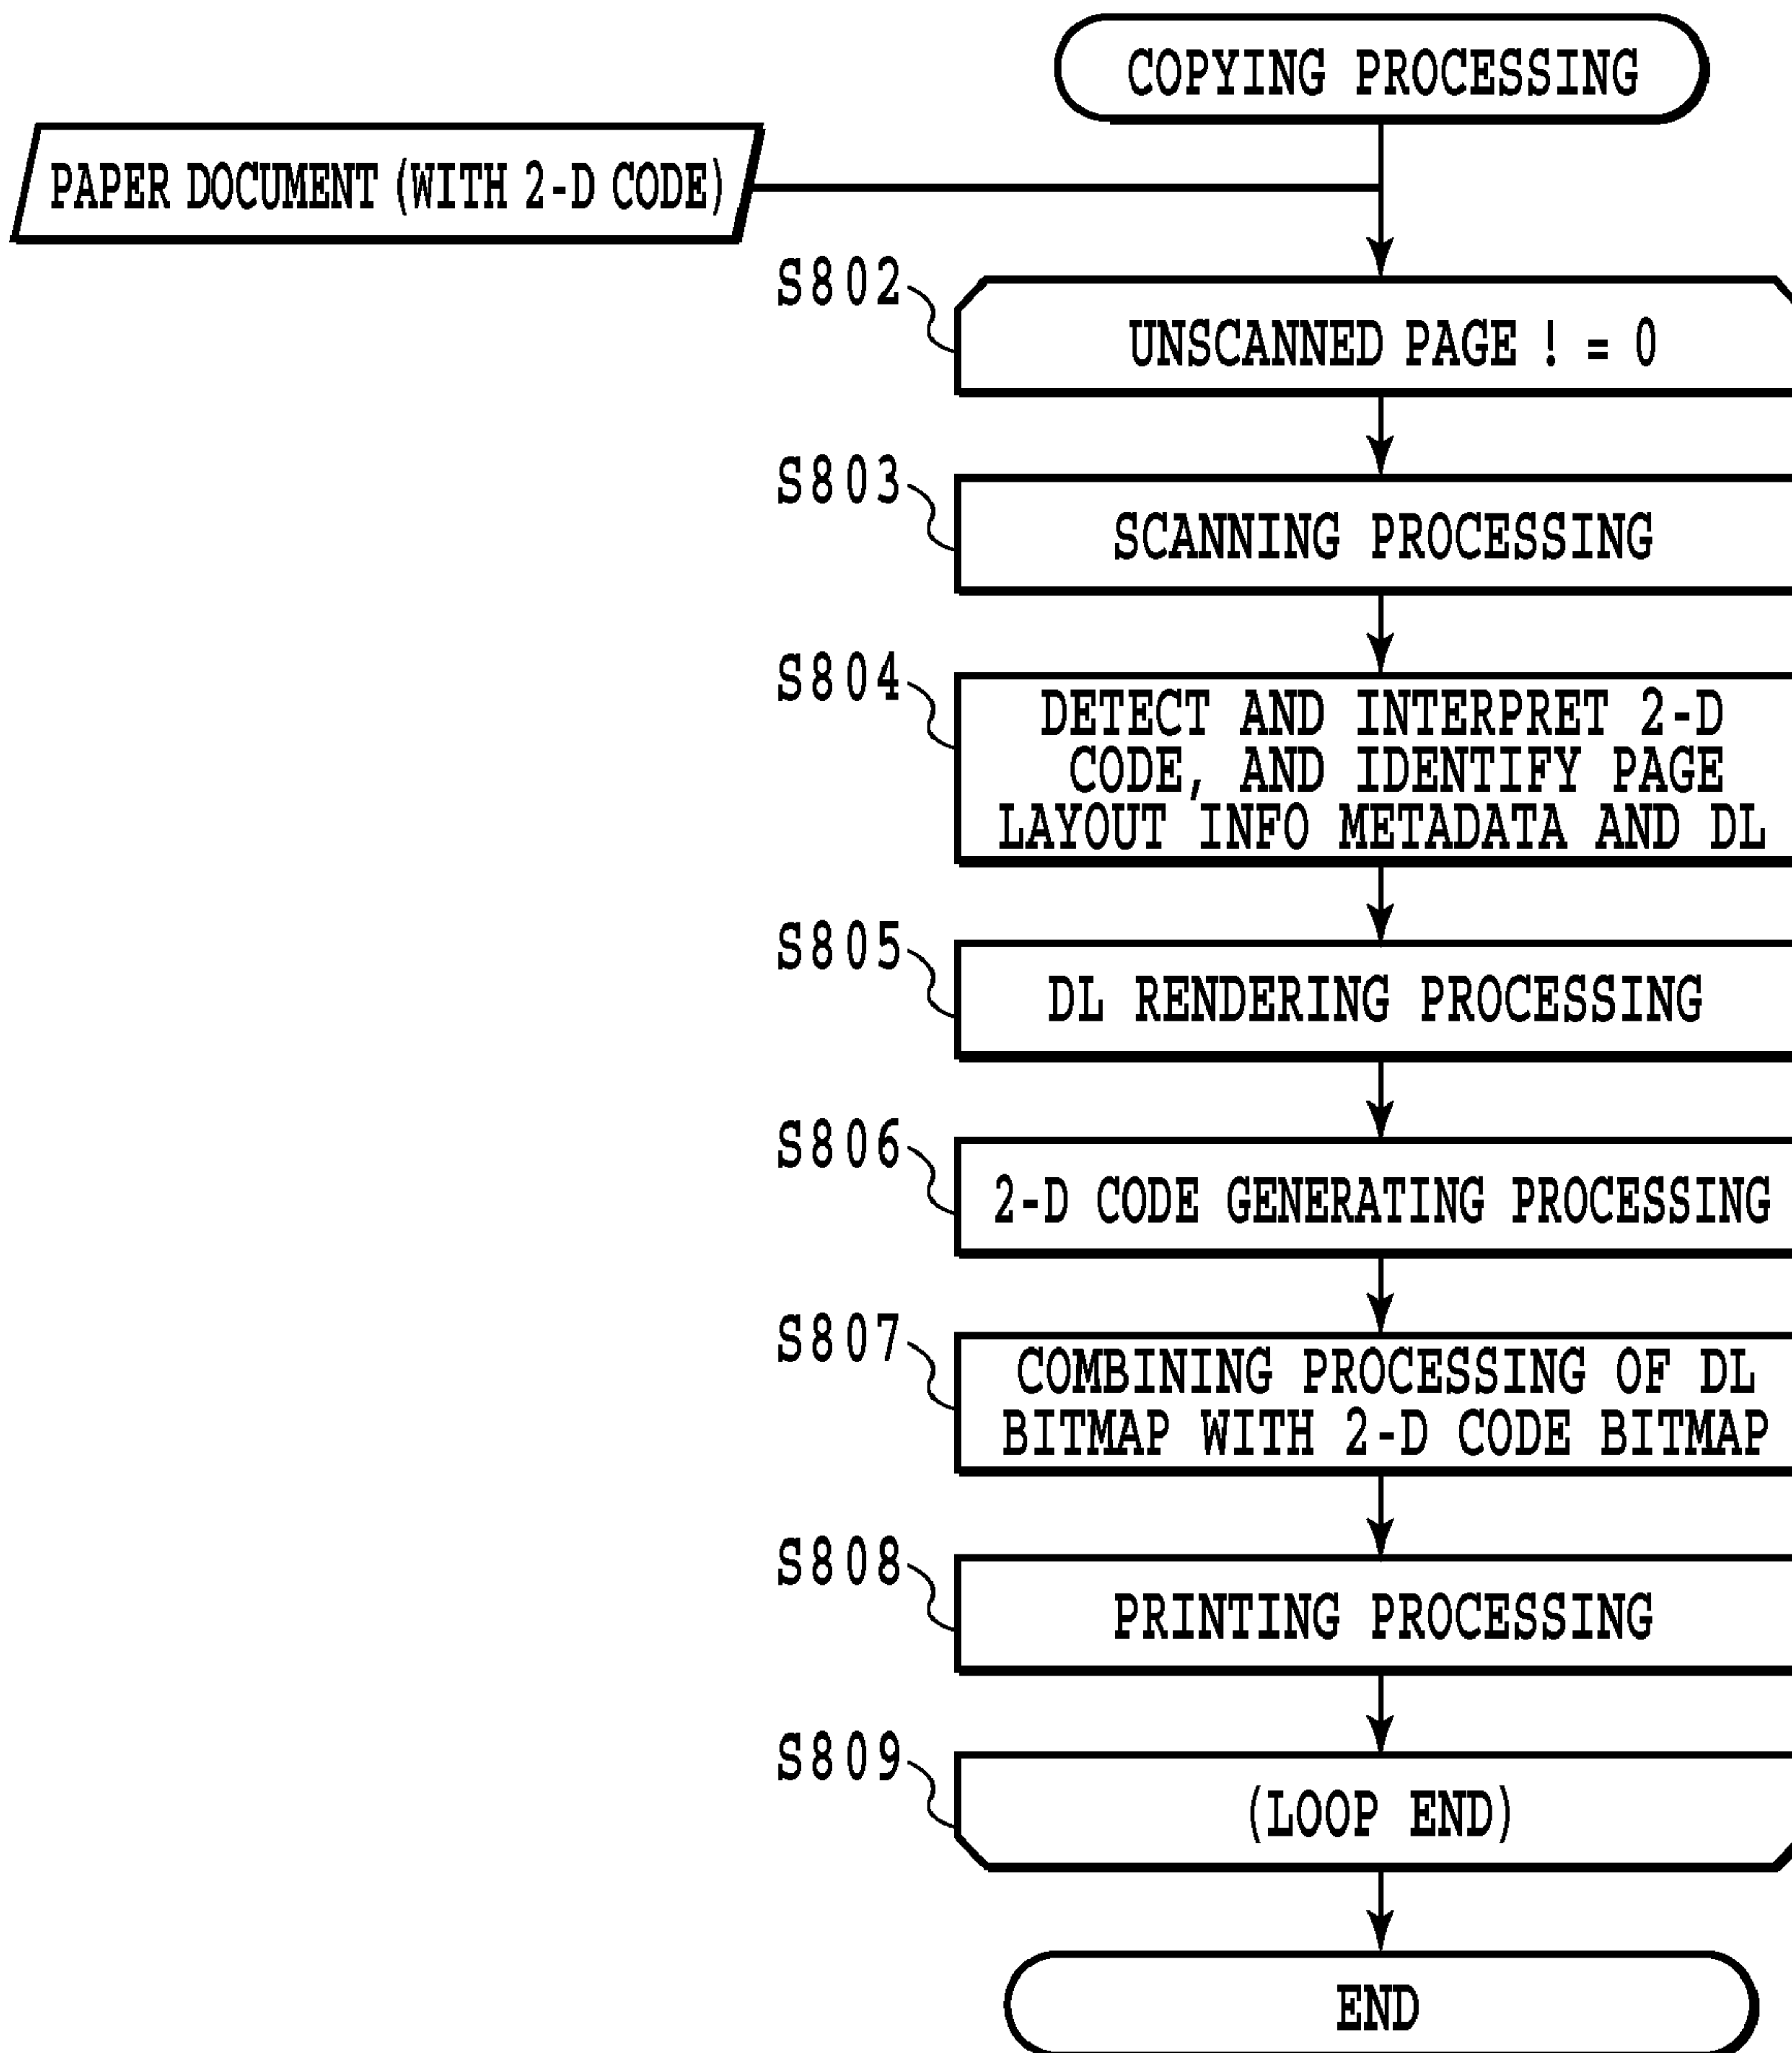 COPYING PROCESSING
PAPER DOCUMENT (WITH 2-D CODE)
S802
UNSCANNED PAGE ! = 0
S803
SCANNING PROCESSING
S804
DETECT AND INTERPRET 2-D
CODE, AND IDENTIFY PAGE
LAYOUT INFO METADATA AND DL
S805
DL RENDERING PROCESSING
S806
2-D CODE GENERATING PROCESSING
S807
COMBINING PROCESSING OF DL
BITMAP WITH 2-D CODE BITMAP
S808
PRINTING PROCESSING
S809
(LOOP END)
END